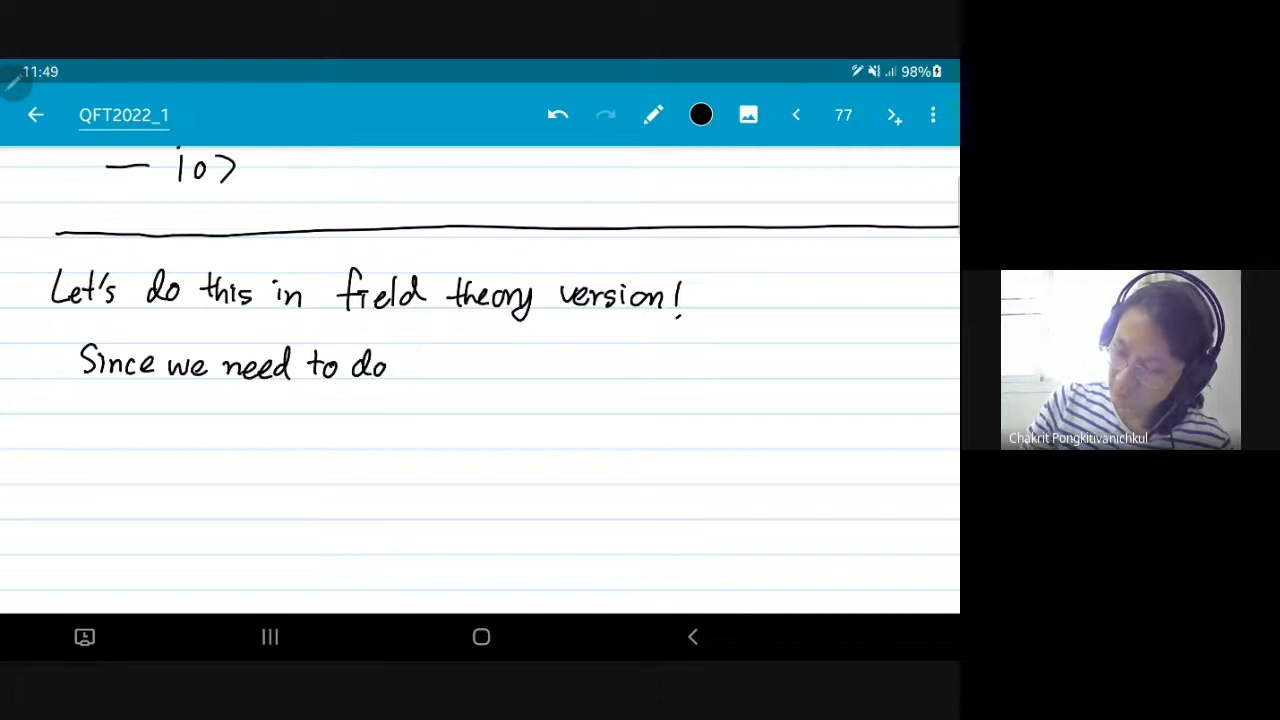 11:49
98%
QFT2022_1
77
— |0>
Let's do this in field theory version!
Since we need to do
Chakrit Pongkitivanichkul